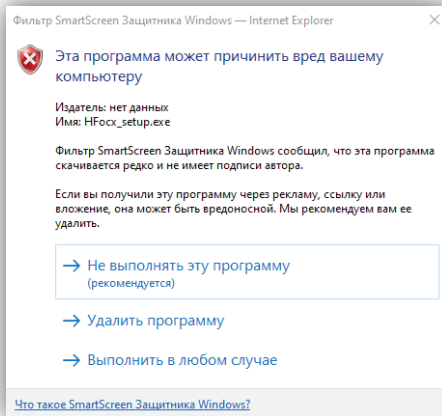 Фильтр SmartScreen Защитника Windows — Internet Explorer
Эта программа может причинить вред вашему
компьютеру
Издатель: нет данных
Имя: HFocx_setup.exe
Фильтр SmartScreen Защитника Windows сообщил, что эта программа
скачивается редко и не имеет подписи автора.
Если вы получили эту программу через рекламу, ссылку или
вложение, она может быть вредоносной. Мы рекомендуем вам ее
удалить.
Не выполнять эту программу
(рекомендуется)
Удалить программу
Выполнить в любом случае
Что такое SmartScreen Защитника Windows?